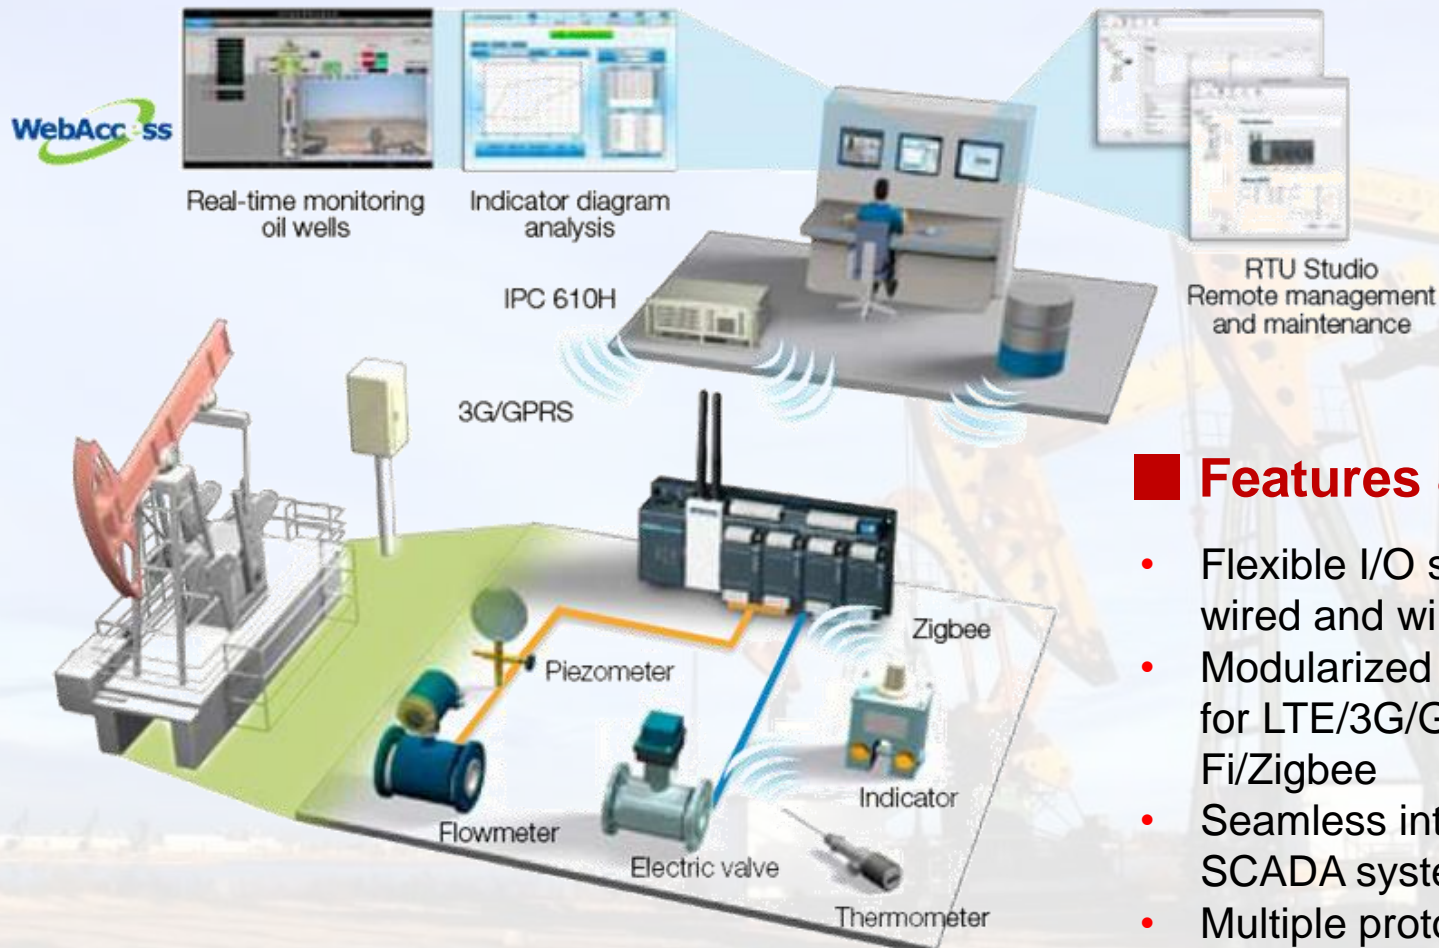 WebAcc ss
Real-time monitoring
oil wells
Indicator diagram
analysis
RTU Studio
Remote management
and maintenance
IPC 610H
3G/GPRS
Zigbee
Piezometer
Indicator
Flowmeter
Electric valve
Thermometer
Features
• Flexible I/O s
wired and wi
• Modularized
for LTE/3G/G
Fi/Zigbee
• Seamless int
SCADA syste
• Multiple proto